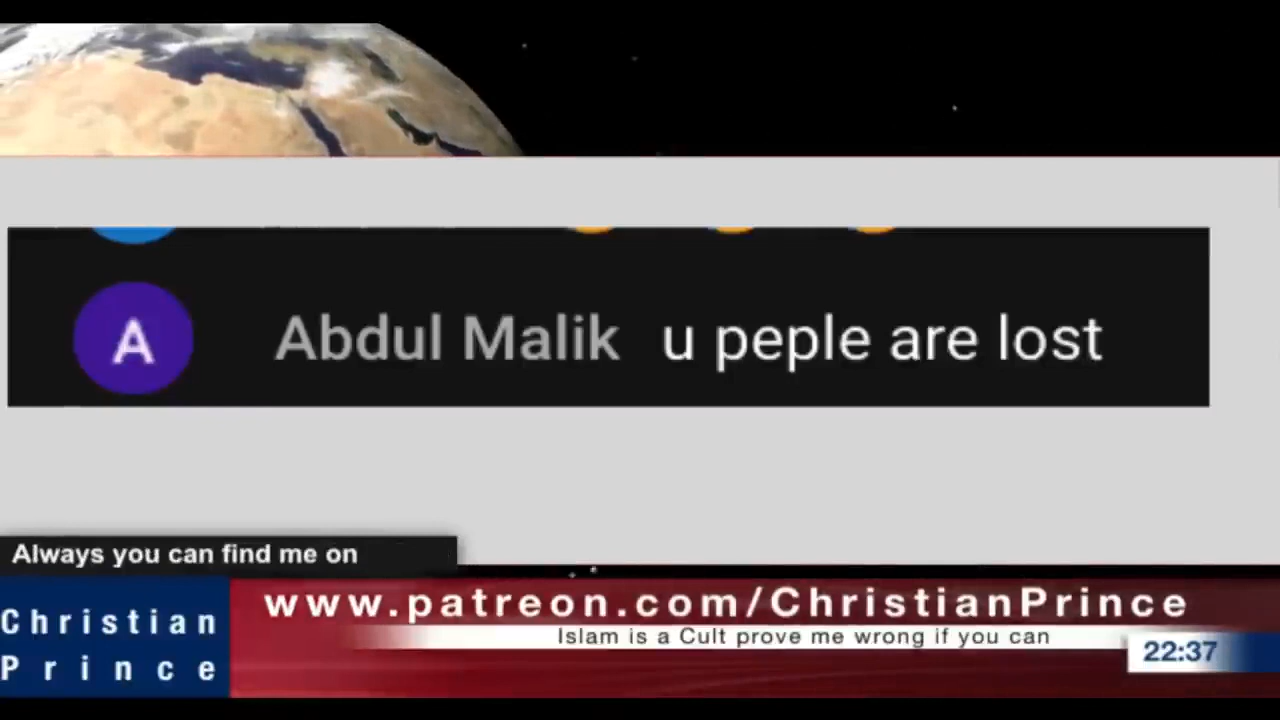 A
Abdul Malik u peple are lost
Always you can find me on
Christian
Prince
www.patreon.com/ChristianPrince
Islam is a Cult prove me wrong if you can
22:37